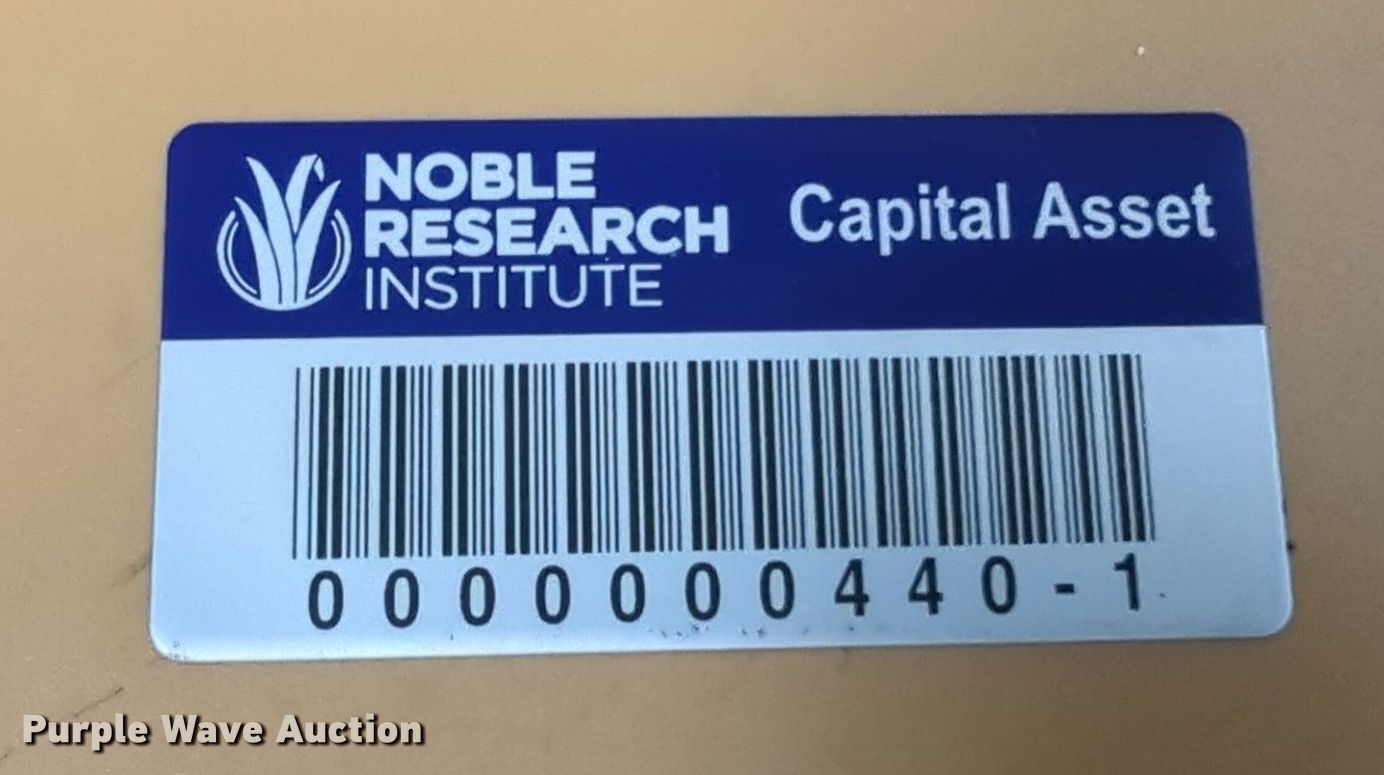 NOBLE
RESEARCH
INSTITUTE
Capital Asset
0000000440-1
Purple Wave Auction